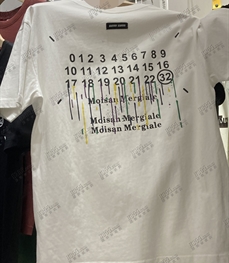 0 1 2 3 4 5 6 7 8 9
10 11 12 13 14 15 16
17 18 19 20 21 22 32
Moisan Mergiale
Moisan Mergiale
Moisan Mergiale